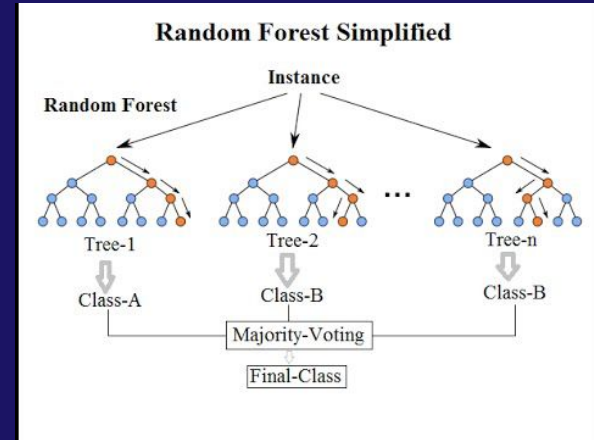 Random Forest Simplified
Instance
Random Forest
...
Tree-1
Tree-2
Tree-n
Class-A
Class-B
Class-B
Majority-Voting
Final-Class